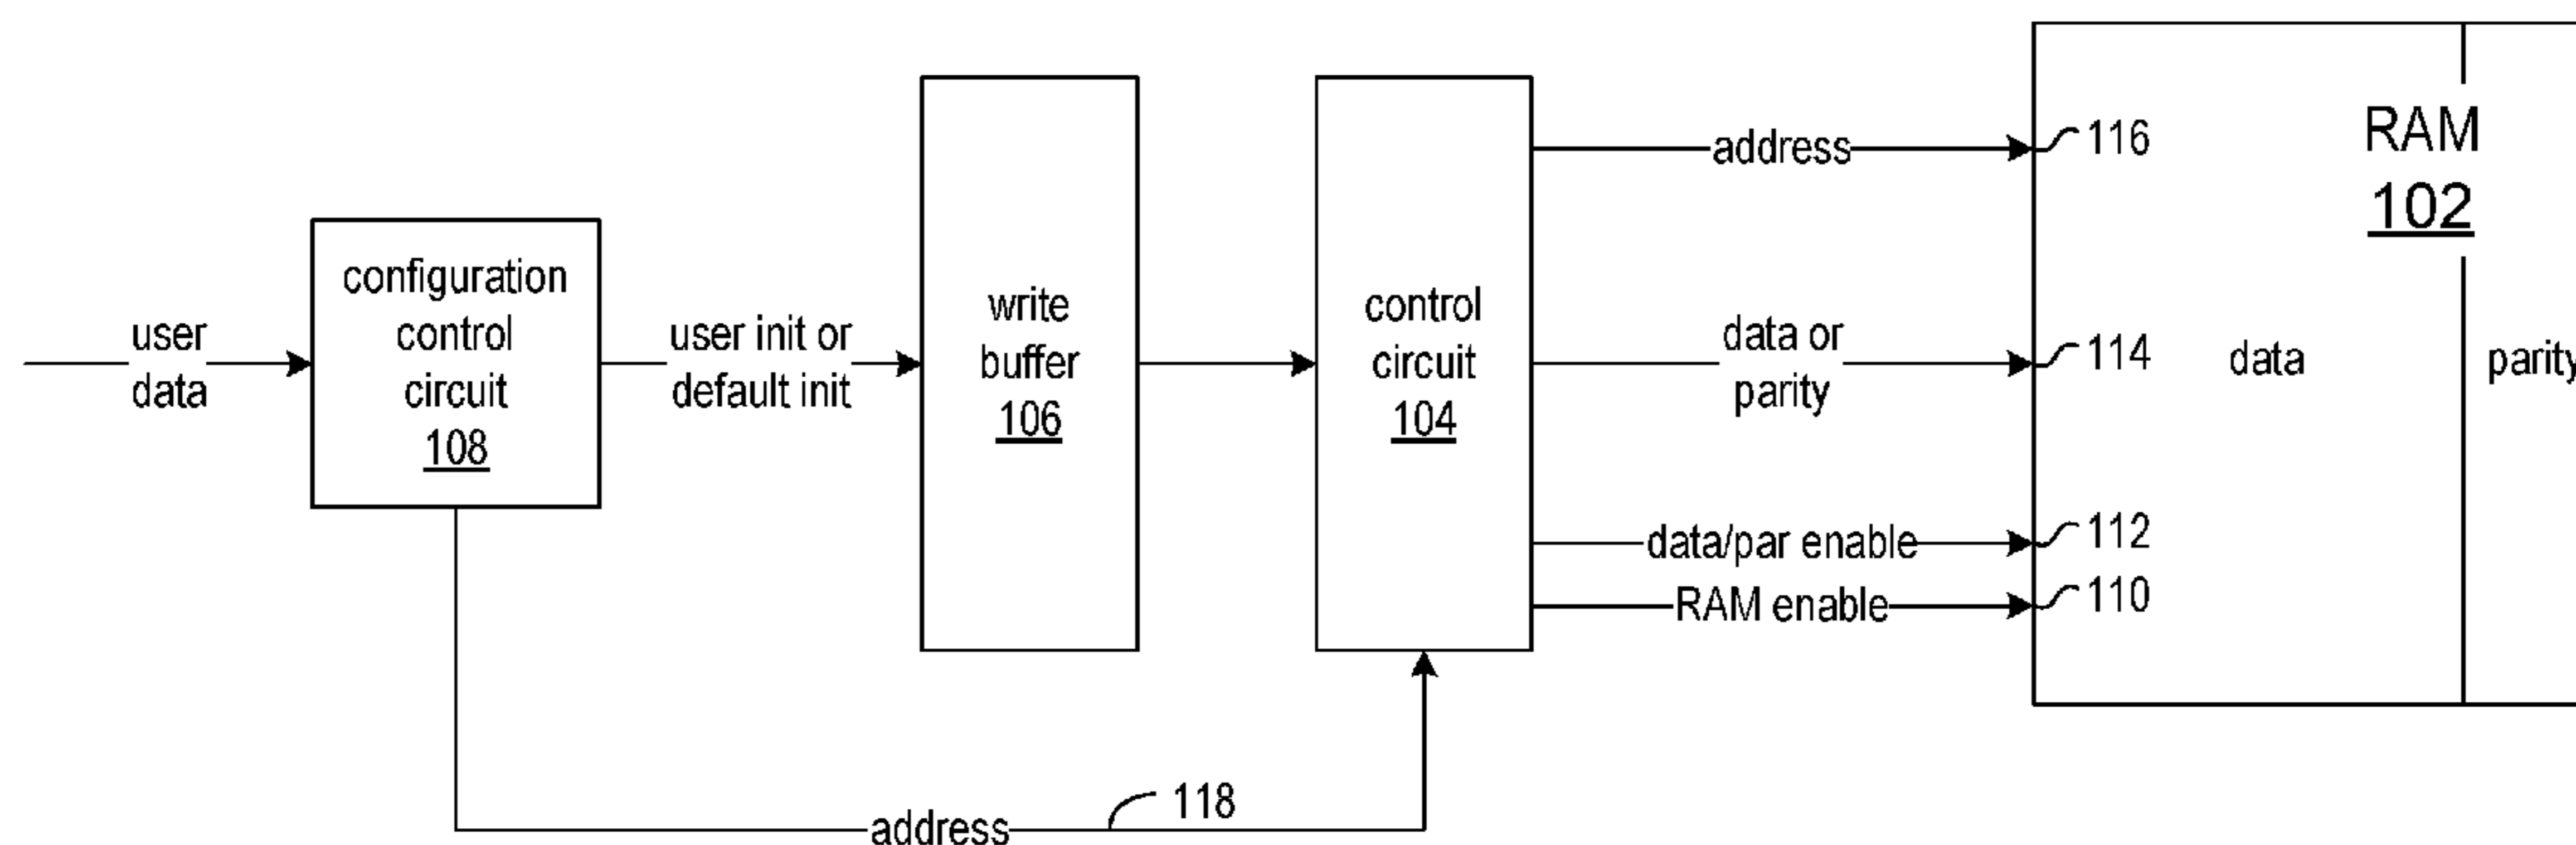 user
data
configuration
control
circuit
108
user init or
default init
write
buffer
106
control
circuit
104
address
data or
parity
data/par enable
RAM enable
116
114
112
110
RAM
102
data
parity
address
118